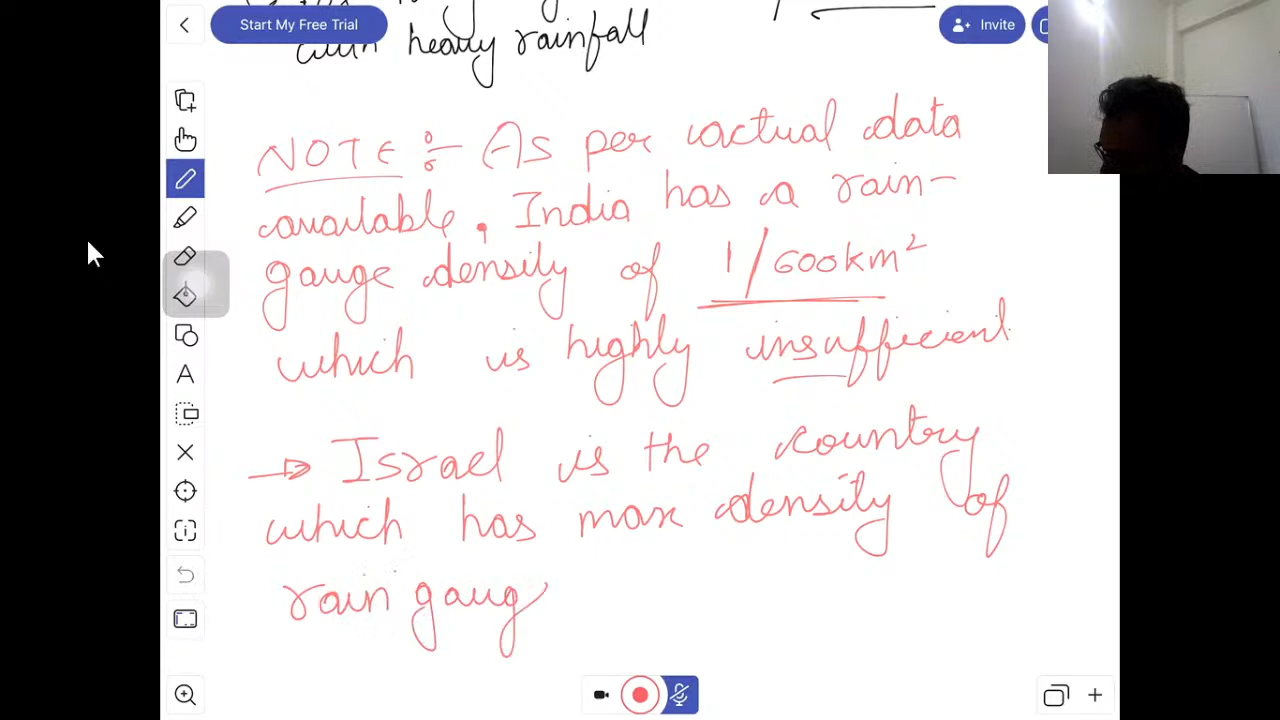 Start My Free Trial
Invite
with heavy rainfall
NOTE :- As per actual data
available, India has a rain-
gauge density of 1/600km²
which is highly insufficient
→ Israel is the country
which has max density of
rain gaug
A